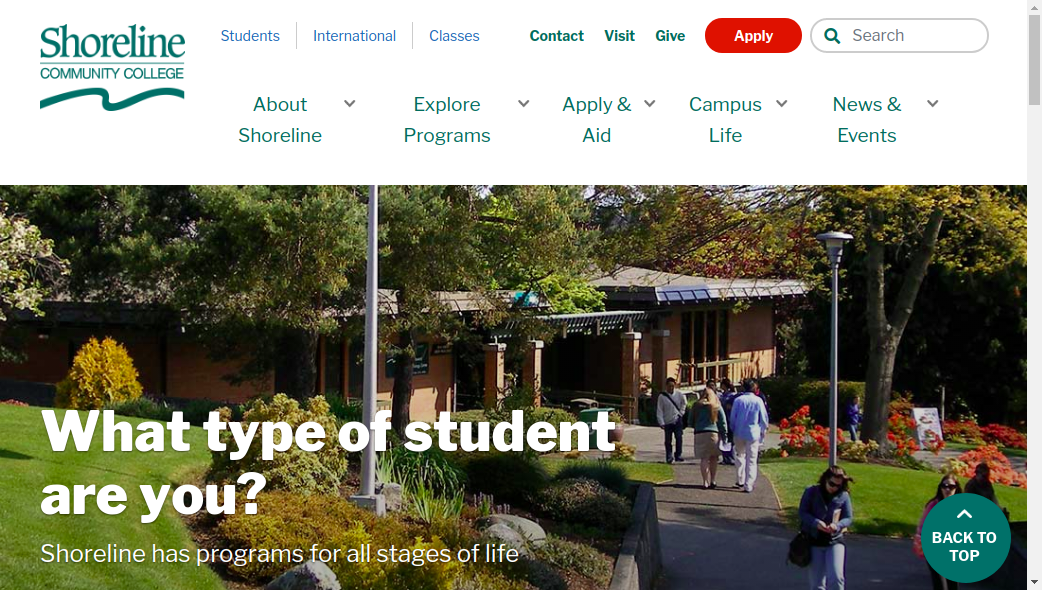 Shoreline
COMMUNITY COLLEGE
Students
International
Classes
Contact
Visit
Give
Apply
Search
About
Shoreline
Explore
Programs
Apply &
Aid
Campus
Life
News &
Events
What type of student
are you?
Shoreline has programs for all stages of life
BACK TO
TOP